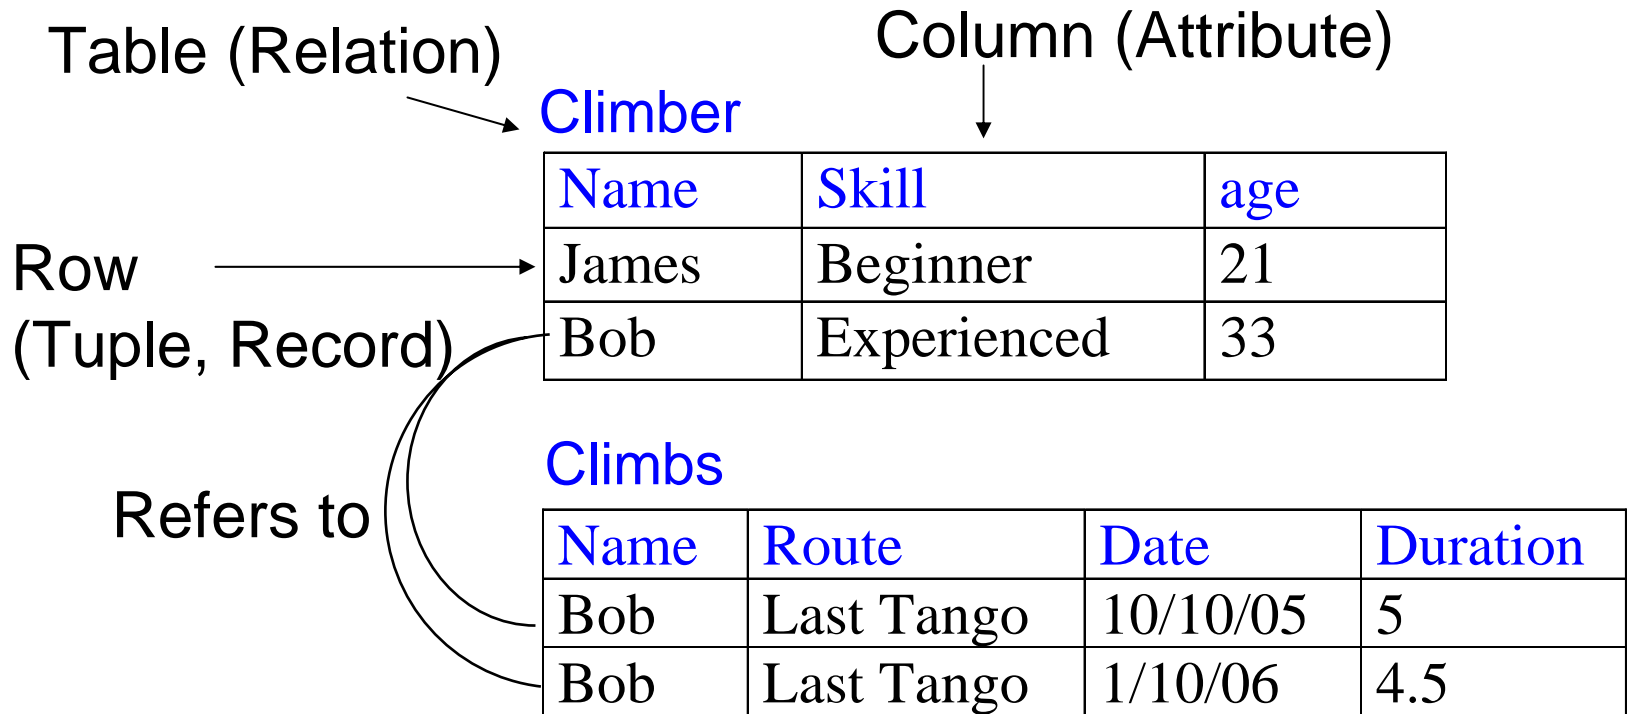 Table (Relation)
Column (Attribute)
Climber
Name Skill age
James Beginner 21
Bob Experienced 33
Row
(Tuple, Record)
Refers to
Climbs
Name Route Date Duration
Bob Last Tango 10/10/05 5
Bob Last Tango 1/10/06 4.5